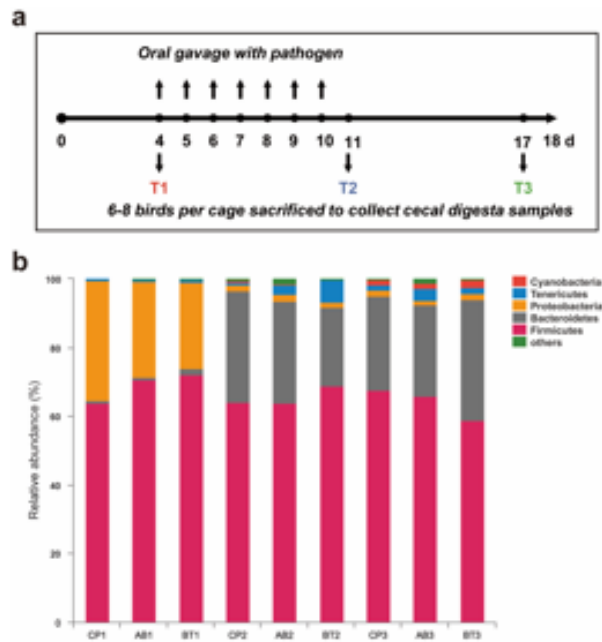 a
Oral gavage with pathogen
0 4 5 6 7 8 9 10 11 17 18 d
T1 T2 T3
6-8 birds per cage sacrificed to collect cecal digesta samples
b
Relative abundance (%)
100
80
60
40
20
0
CP1 AB1 BT1 CP2 AB2 BT2 CP3 AB3 BT3
Cyanobacteria
Tenericutes
Proteobacteria
Bacteroidetes
Firmicutes
others